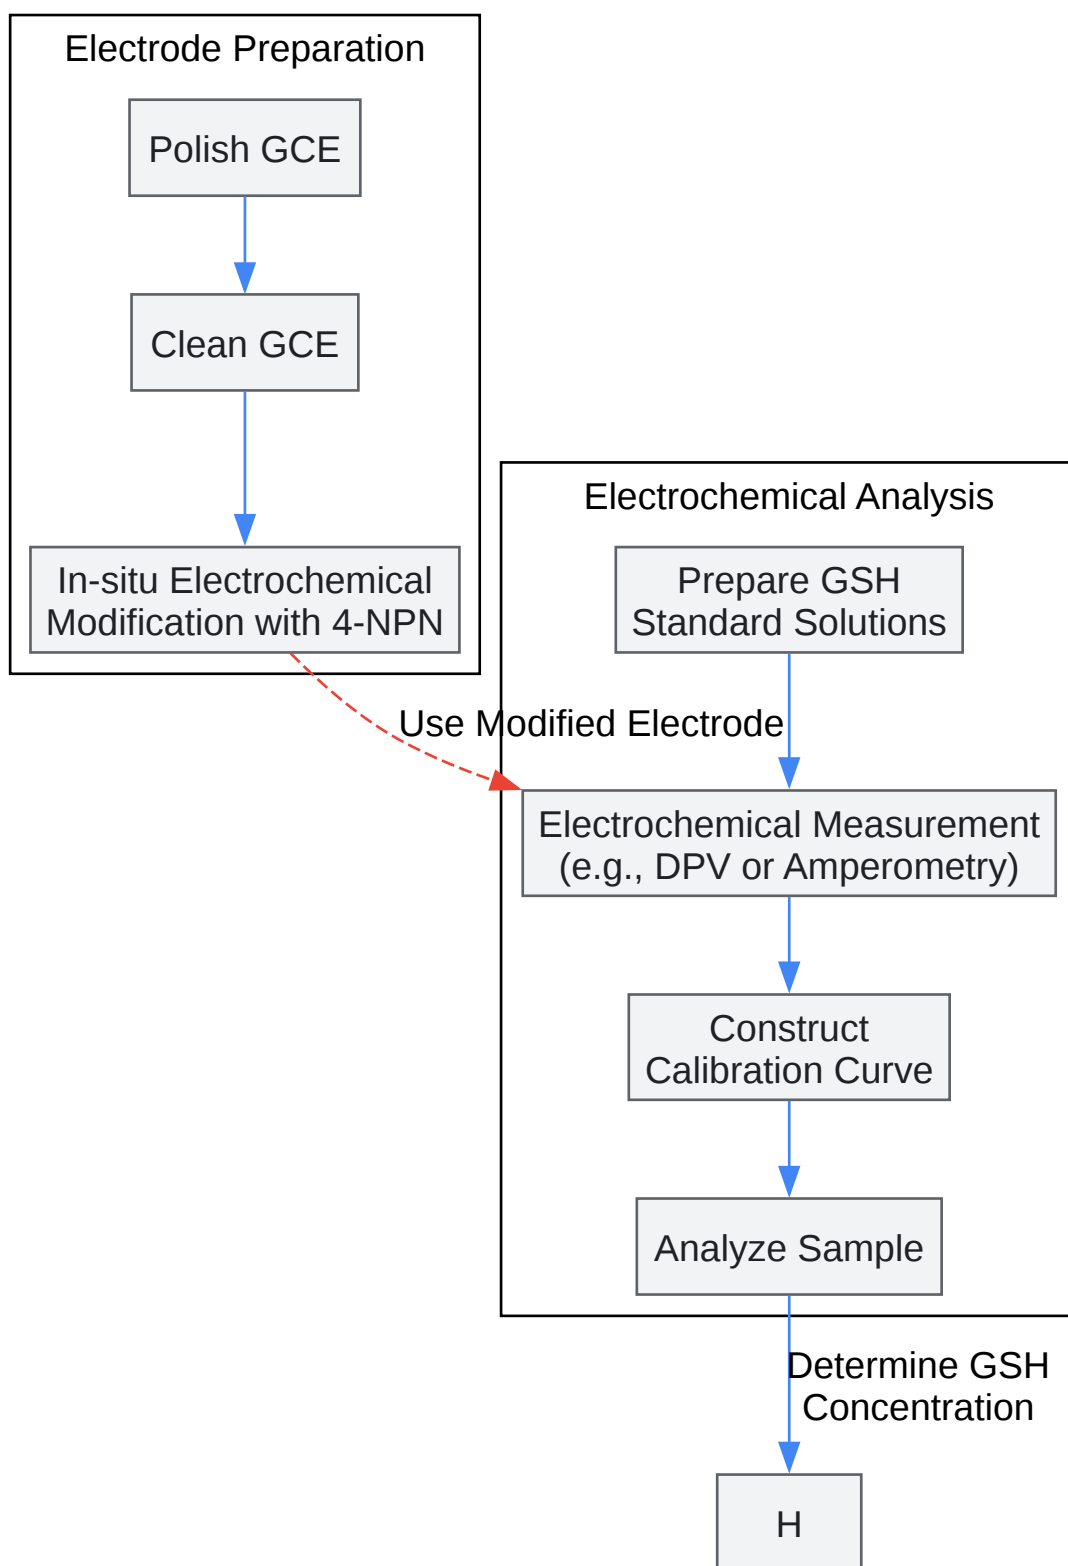 Electrode Preparation
Polish GCE
Clean GCE
In-situ Electrochemical
Modification with 4-NPN
Electrochemical Analysis
Prepare GSH
Standard Solutions
Use Modified Electrode
Electrochemical Measurement
(e.g., DPV or Amperometry)
Construct
Calibration Curve
Analyze Sample
Determine GSH
Concentration
H